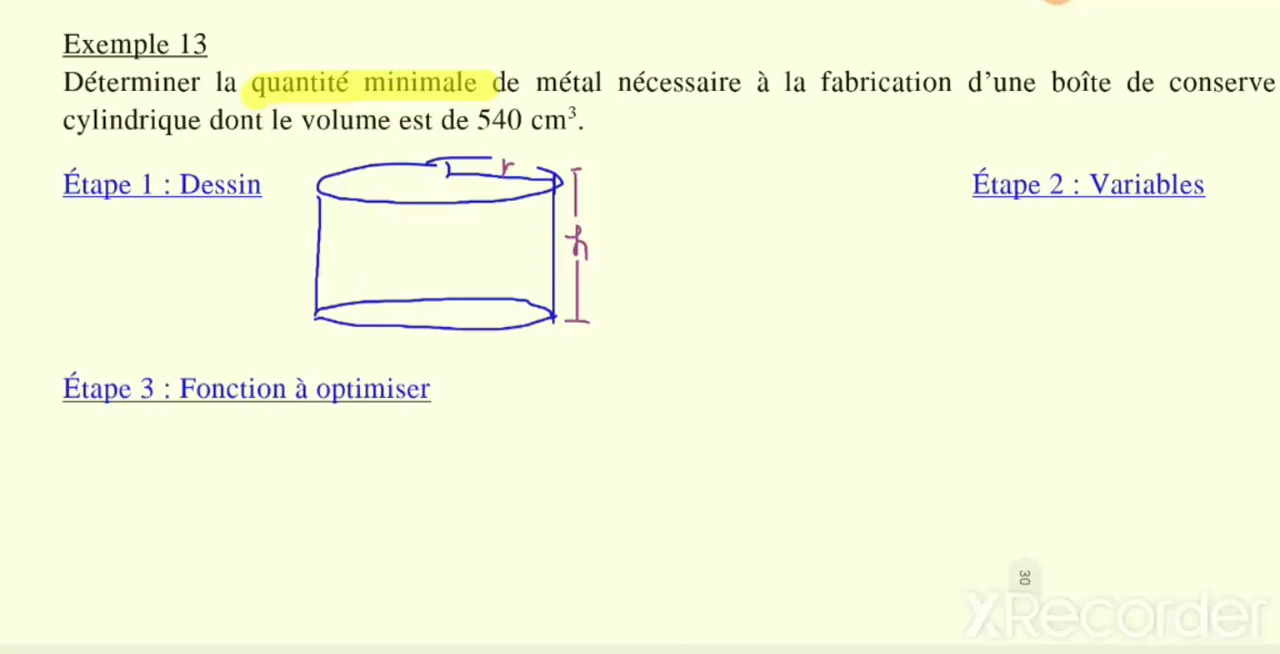 Exemple 13
Déterminer la quantité minimale de métal nécessaire à la fabrication d’une boîte de conserve
cylindrique dont le volume est de 540 cm³.
Étape 1 : Dessin
r
h
Étape 2 : Variables
Étape 3 : Fonction à optimiser
30
XRecorder